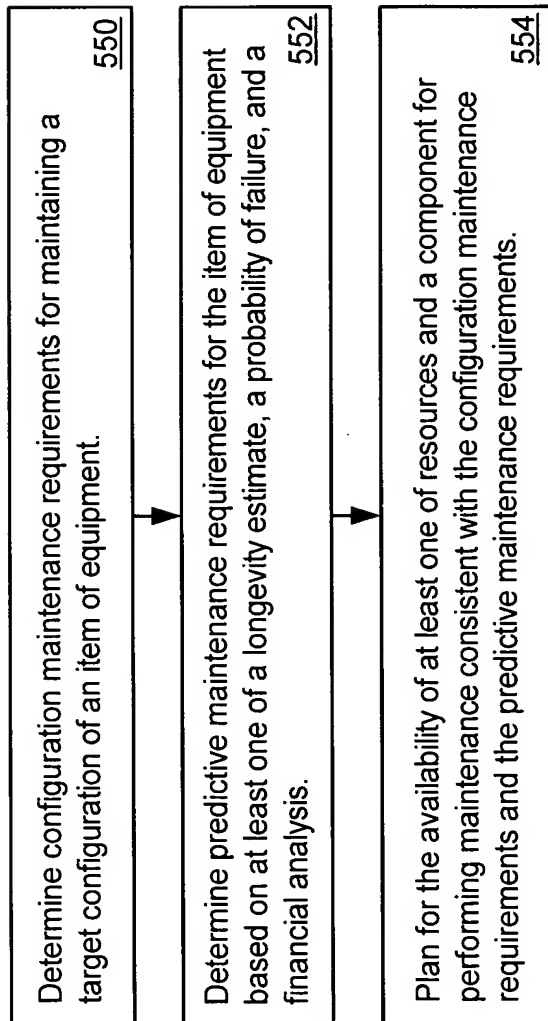 Determine configuration maintenance requirements for maintaining a
target configuration of an item of equipment.
550
Determine predictive maintenance requirements for the item of equipment
based on at least one of a longevity estimate, a probability of failure, and a
financial analysis.
552
Plan for the availability of at least one of resources and a component for
performing maintenance consistent with the configuration maintenance
requirements and the predictive maintenance requirements.
554